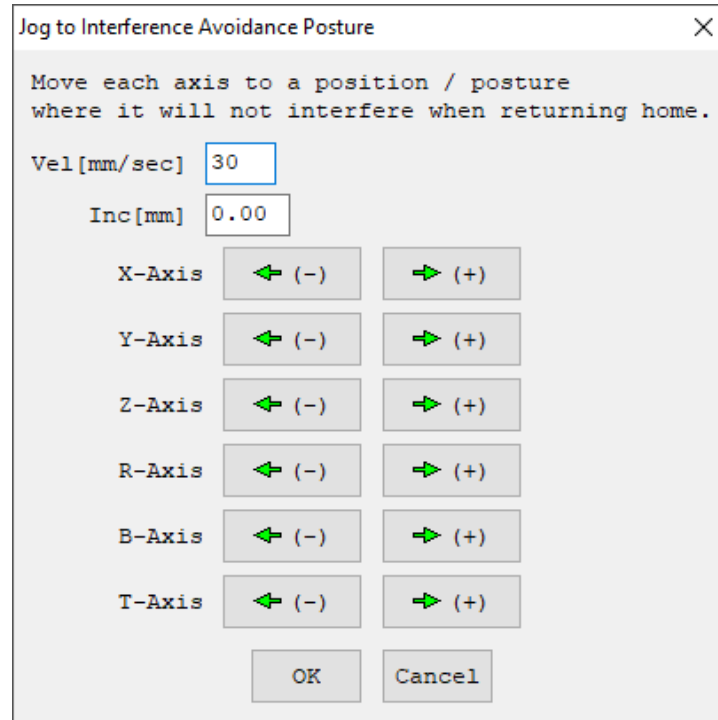 Jog to Interference Avoidance Posture
Move each axis to a position / posture
where it will not interfere when returning home.
Vel[mm/sec] 30
Inc[mm] 0.00
X-Axis (-) (+)
Y-Axis (-) (+)
Z-Axis (-) (+)
R-Axis (-) (+)
B-Axis (-) (+)
T-Axis (-) (+)
OK Cancel